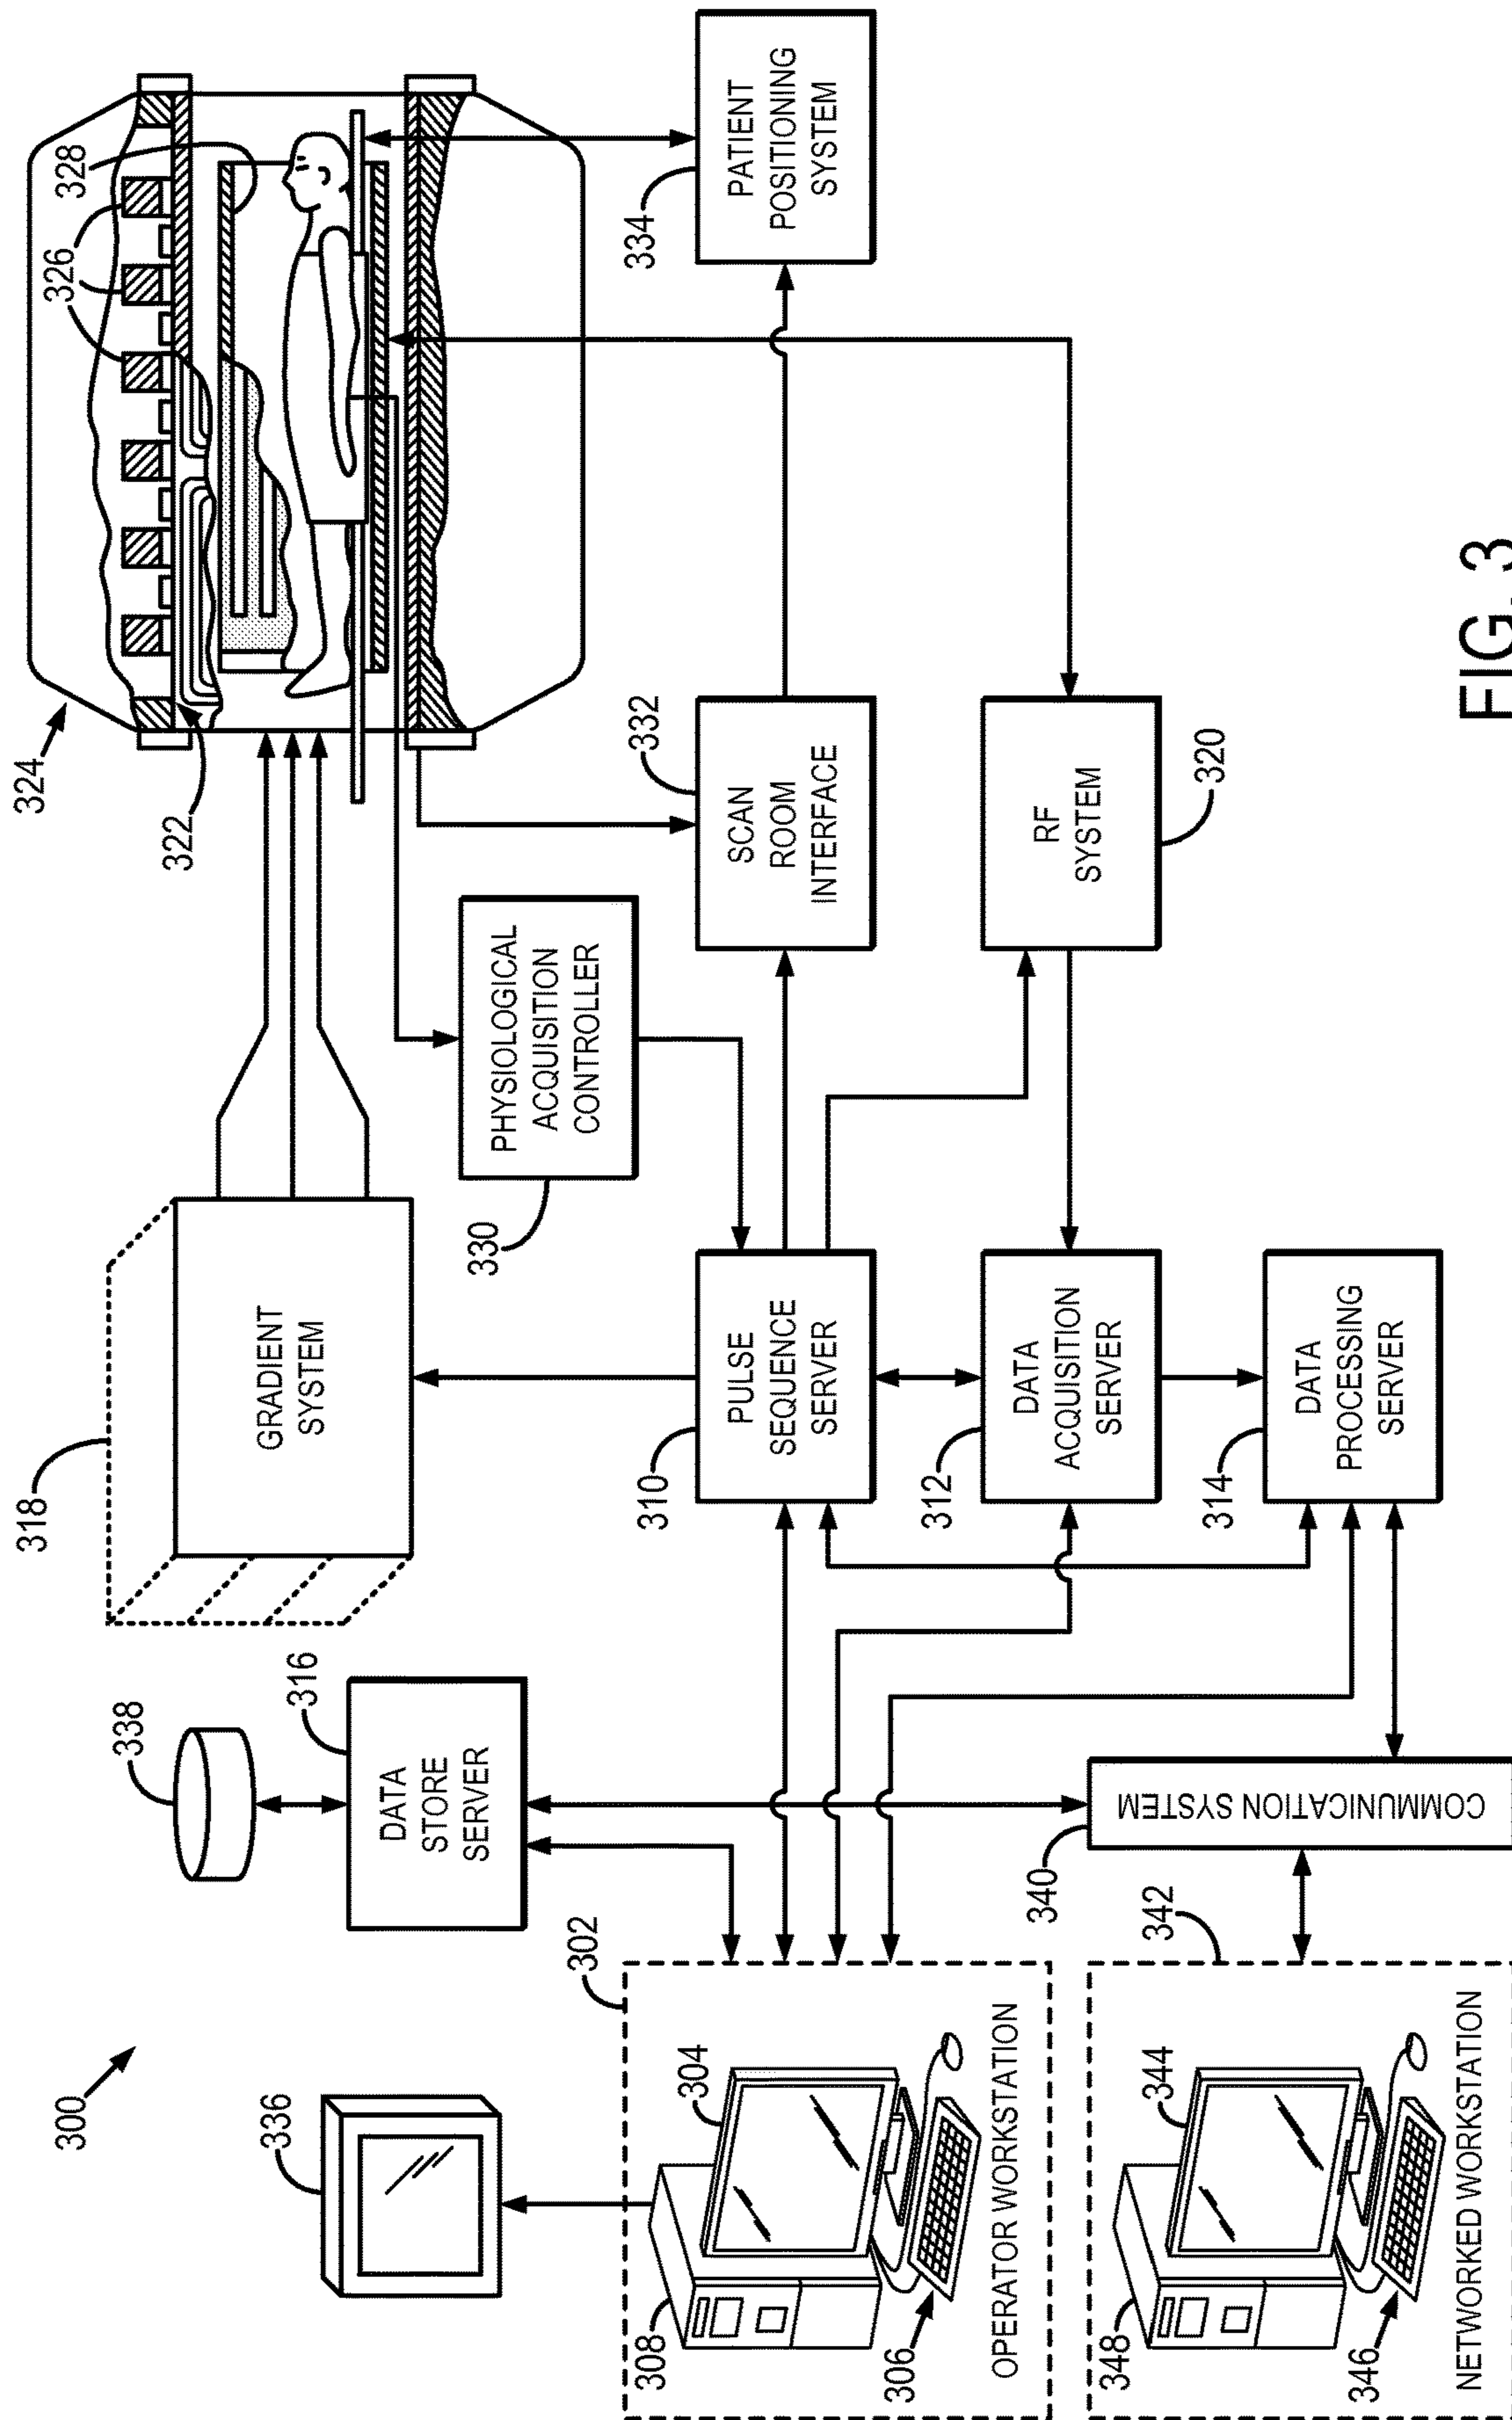 300
336
338
316
DATA
STORE
SERVER
318
GRADIENT
SYSTEM
324
322
326
328
330
PHYSIOLOGICAL
ACQUISITION
CONTROLLER
302
304
308
306
OPERATOR WORKSTATION
310
PULSE
SEQUENCE
SERVER
332
SCAN
ROOM
INTERFACE
334
PATIENT
POSITIONING
SYSTEM
312
DATA
ACQUISITION
SERVER
RF
SYSTEM
320
314
DATA
PROCESSING
SERVER
340
COMMUNICATION SYSTEM
342
344
348
346
NETWORKED WORKSTATION
FIG. 3